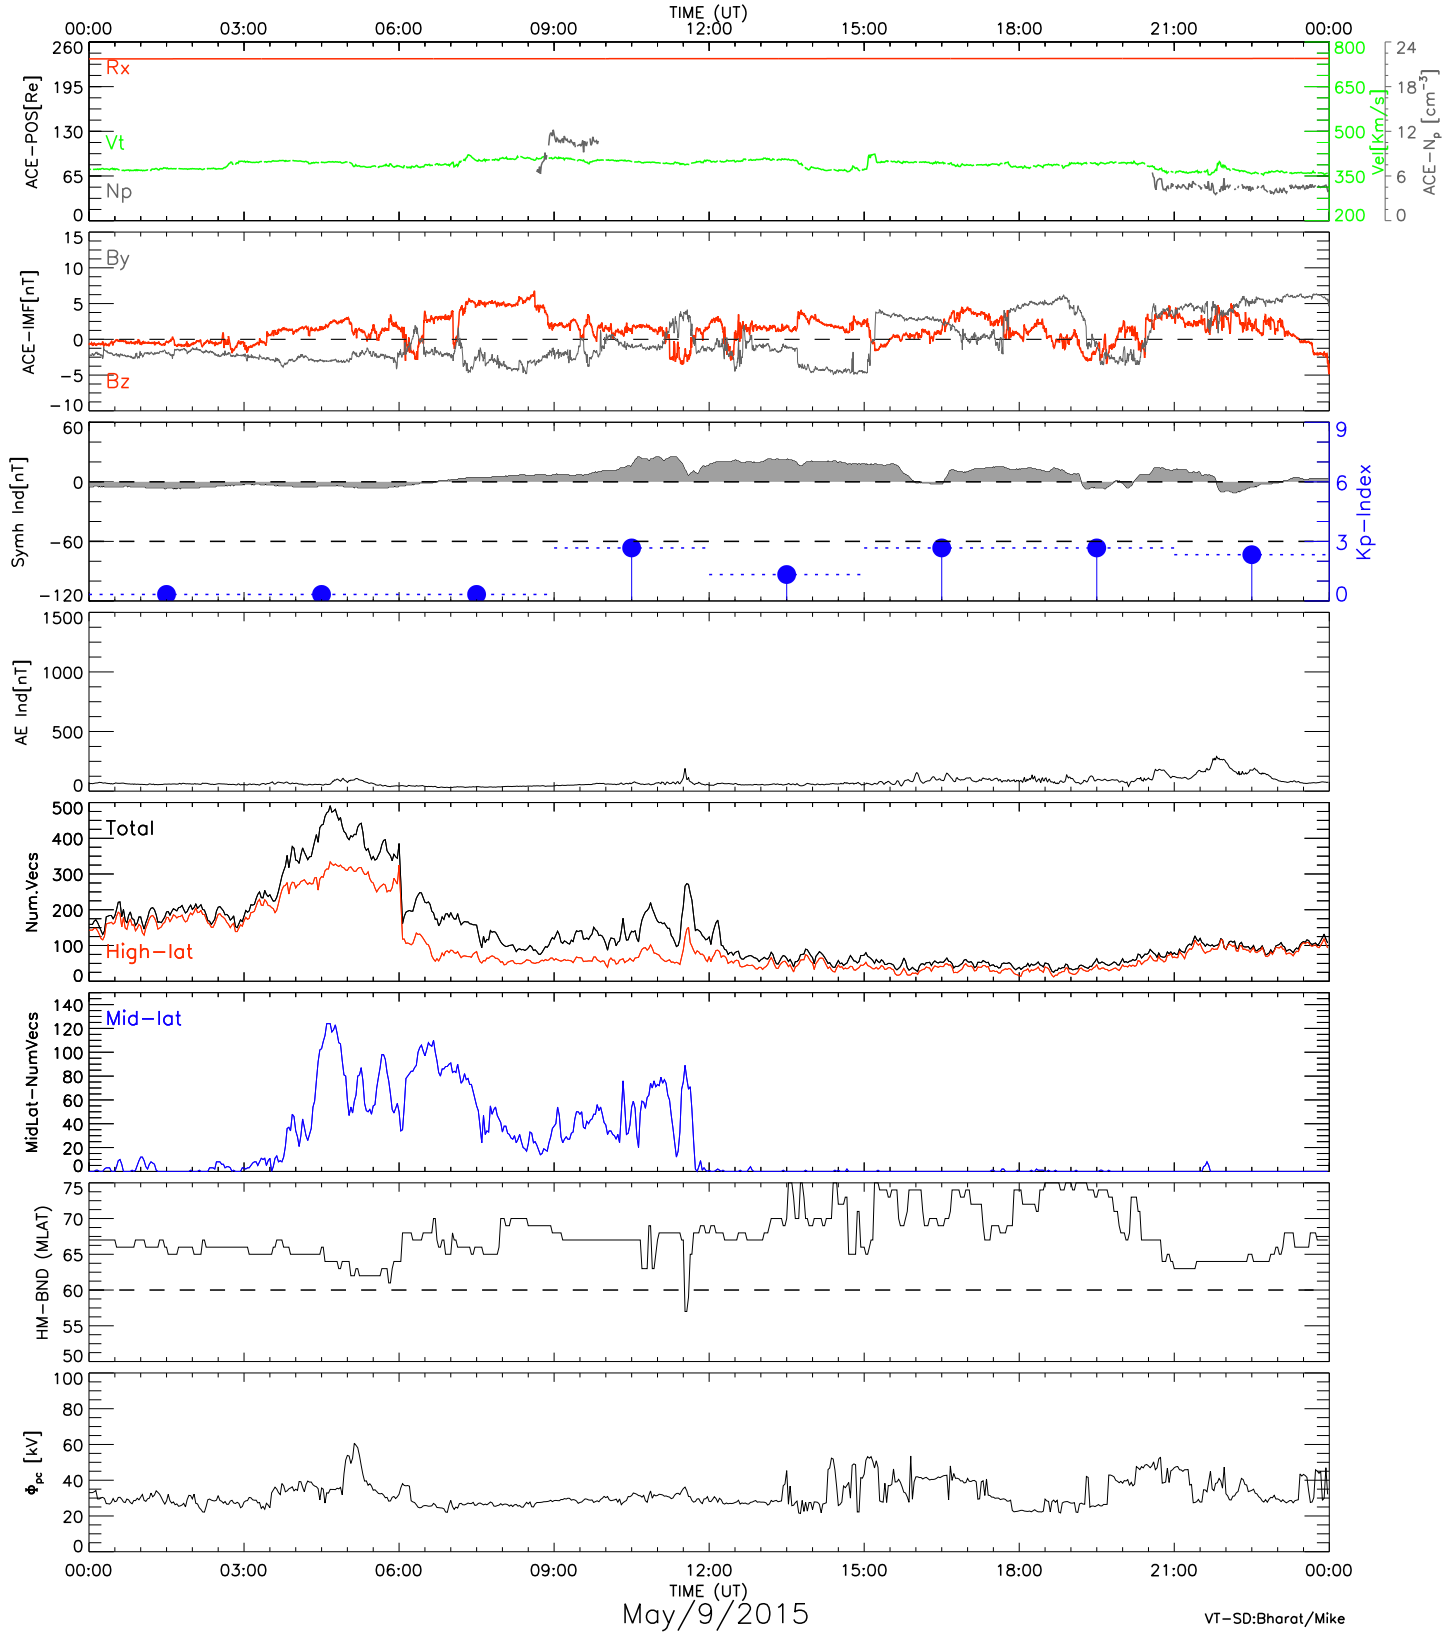 TIME (UT)
00:00 03:00 06:00 09:00 12:00 15:00 18:00 21:00 00:00
260 195 130 65 0
ACE-POS[Re]
Rx
Vt
Np
800 650 500 350 200
Vel[Km/s]
24 18 12 6 0
ACE-Np [cm-3]
15 10 5 0 -5 -10
ACE-IMF[nT]
By
Bz
60 0 -60 -120
Symh Ind[nT]
9 6 3 0
Kp-Index
1500 1000 500 0
AE Ind[nT]
500 400 300 200 100 0
Num.Vecs
Total
High-lat
140 120 100 80 60 40 20 0
MidLat-NumVecs
Mid-lat
75 70 65 60 55 50
HM-BND (MLAT)
100 80 60 40 20 0
Φpc [kV]
00:00 03:00 06:00 09:00 12:00 15:00 18:00 21:00 00:00
TIME (UT)
May/9/2015
VT-SD:Bharat/Mike